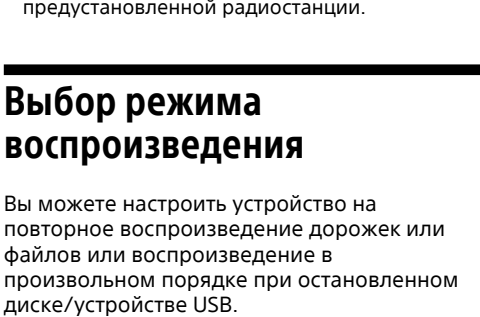 предустановленной радиостанции.
Выбор режима
воспроизведения
Вы можете настроить устройство на
повторное воспроизведение дорожек или
файлов или воспроизведение в
произвольном порядке при остановленном
диске/устройстве USB.